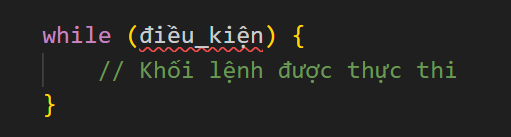 while (điều_kiện) {
    // Khối lệnh được thực thi
}